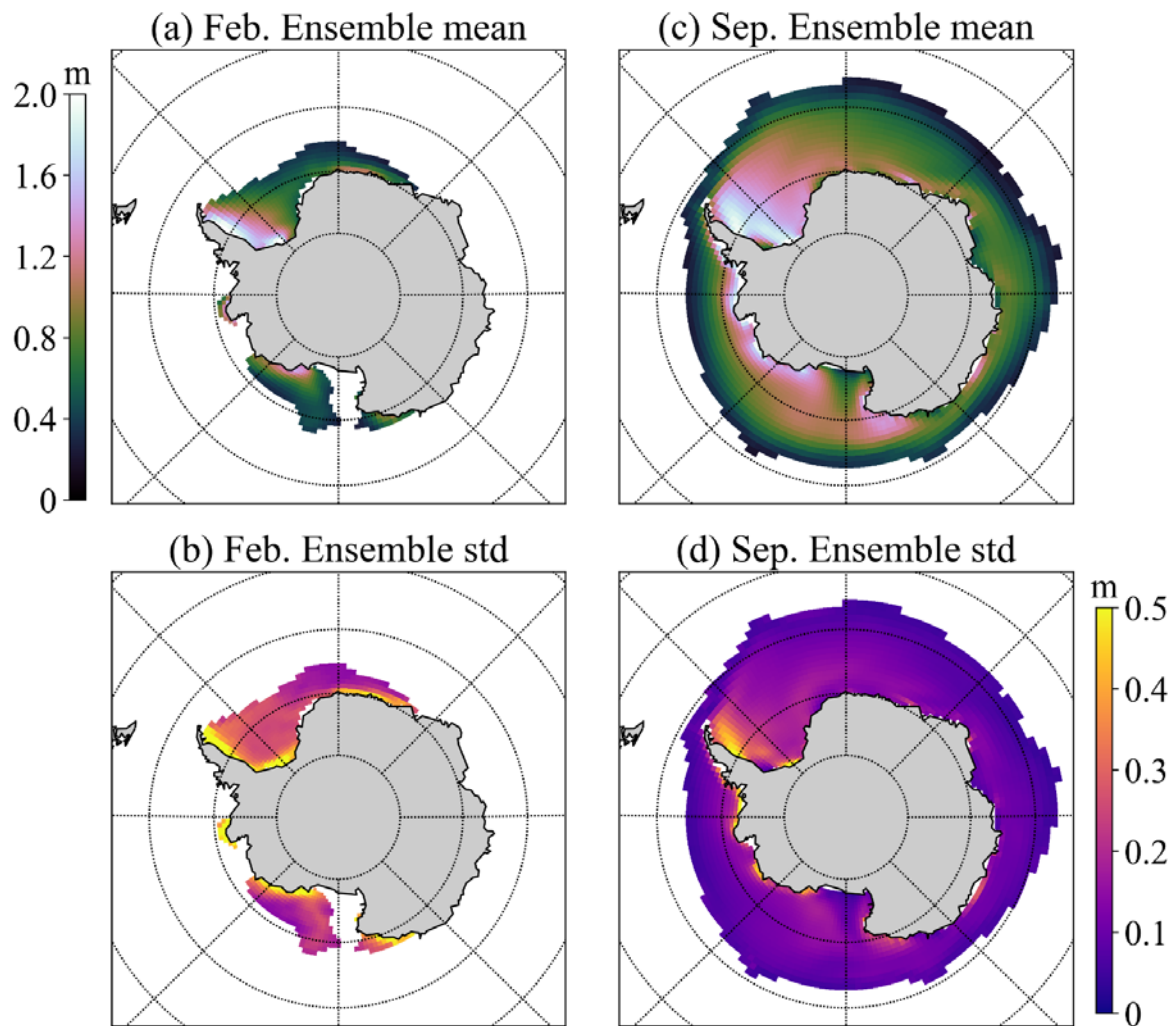 (a) Feb. Ensemble mean
(c) Sep. Ensemble mean
m
2.0
1.6
1.2
0.8
0.4
0
(b) Feb. Ensemble std
(d) Sep. Ensemble std
m
0.5
0.4
0.3
0.2
0.1
0